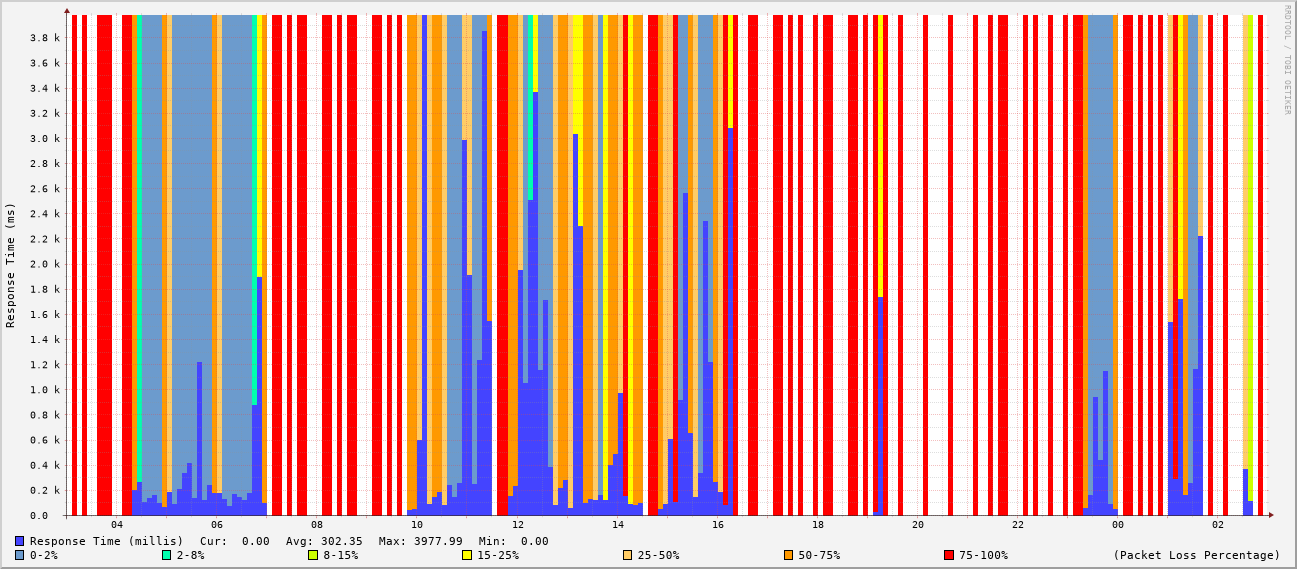 RRDTOOL / TOBI OETIKER
Response Time (ms)
3.8 k
3.6 k
3.4 k
3.2 k
3.0 k
2.8 k
2.6 k
2.4 k
2.2 k
2.0 k
1.8 k
1.6 k
1.4 k
1.2 k
1.0 k
0.8 k
0.6 k
0.4 k
0.2 k
0.0
04 06 08 10 12 14 16 18 20 22 00 02
Response Time (millis) Cur: 0.00 Avg: 302.35 Max: 3977.99 Min: 0.00
0-2% 2-8% 8-15% 15-25% 25-50% 50-75% 75-100% (Packet Loss Percentage)